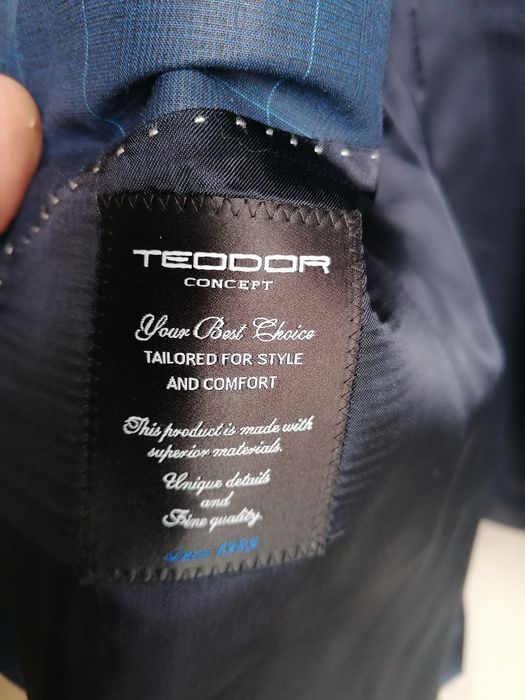 TEODOR
CONCEPT
Your Best Choice
TAILORED FOR STYLE
AND COMFORT
This product is made with
superior materials.
Unique details
and
Fine quality.
Since 1989